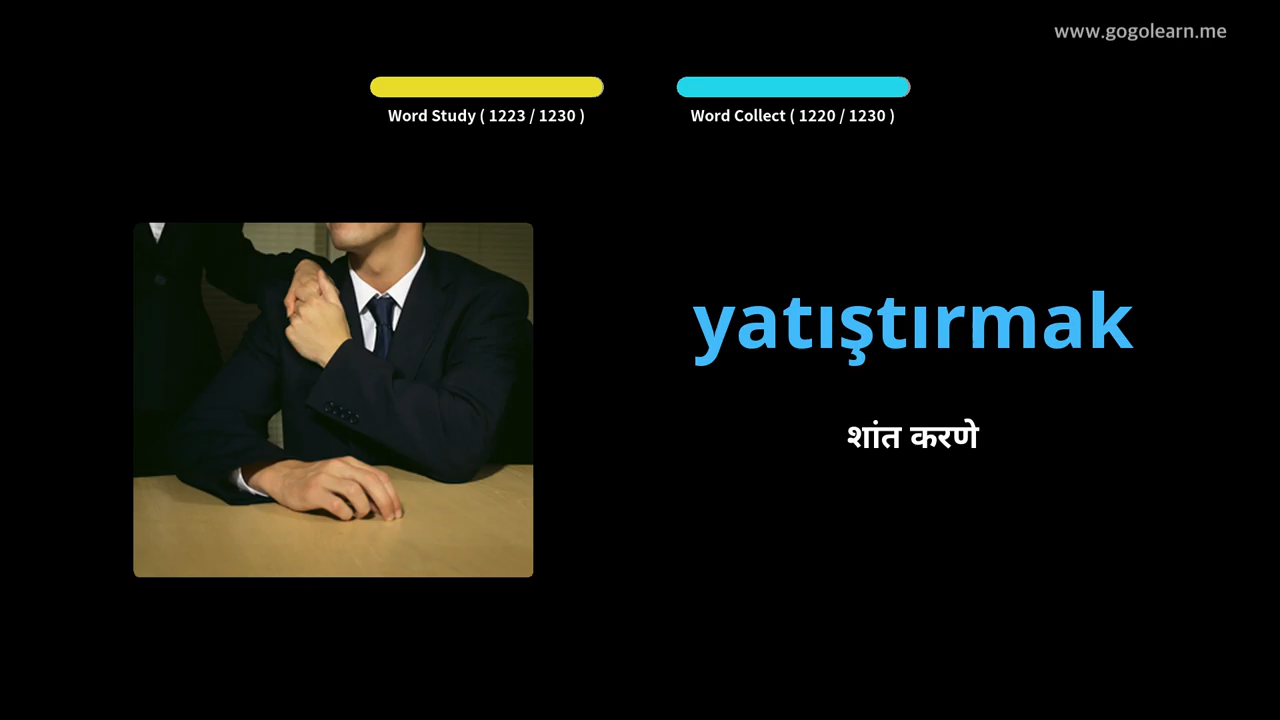 www.gogolearn.me
Word Study ( 1223 / 1230 )
Word Collect ( 1220 / 1230 )
yatıştırmak
शांत करणे